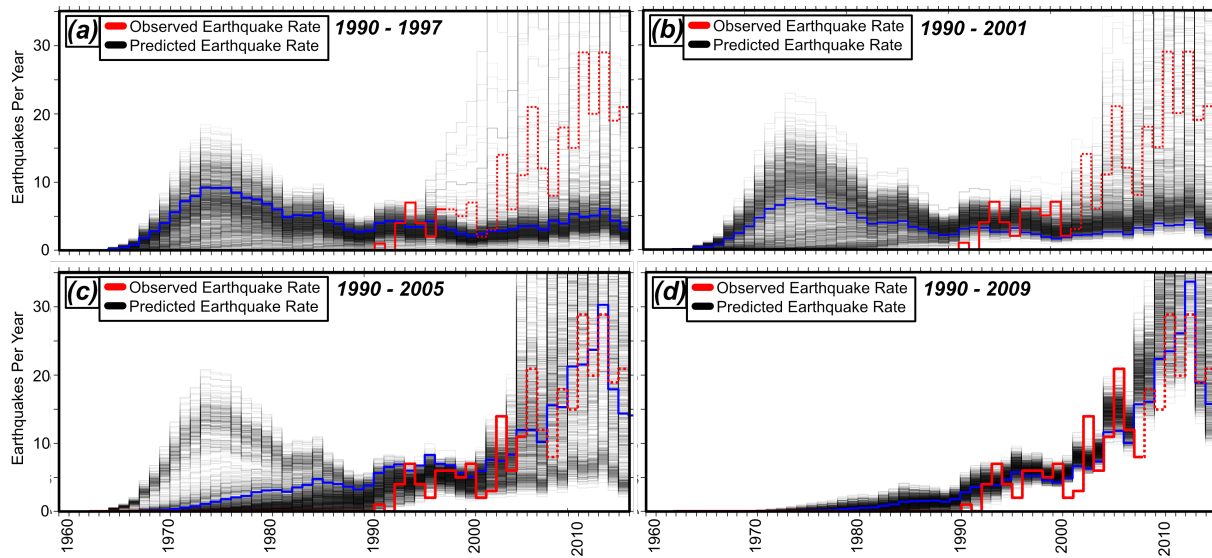 (a)
Observed Earthquake Rate
Predicted Earthquake Rate
1990 - 1997
(b)
Observed Earthquake Rate
Predicted Earthquake Rate
1990 - 2001
Earthquakes Per Year
30
20
10
0
(c)
Observed Earthquake Rate
Predicted Earthquake Rate
1990 - 2005
(d)
Observed Earthquake Rate
Predicted Earthquake Rate
1990 - 2009
Earthquakes Per Year
30
20
10
0
1960
1970
1980
1990
2000
2010
1960
1970
1980
1990
2000
2010